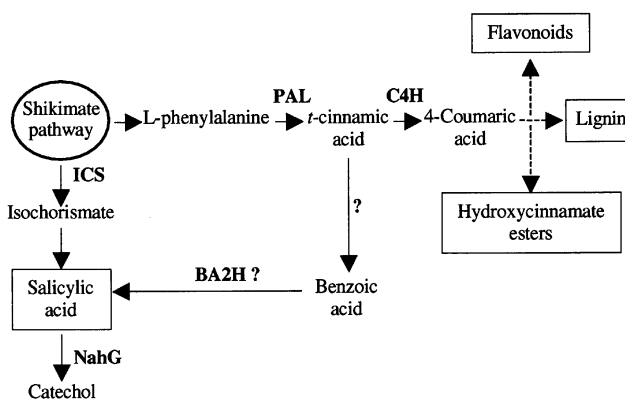 Flavonoids
PAL
C4H
Shikimate
pathway
L-phenylalanine
t-cinnamic
acid
4-Coumaric
acid
Lignin
ICS
Isochorismate
?
Hydroxycinnamate
esters
BA2H ?
Salicylic
acid
Benzoic
acid
NahG
Catechol